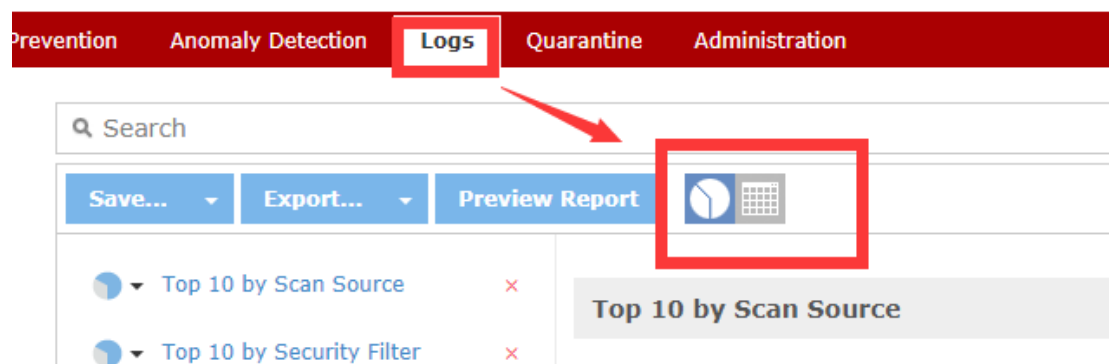 Prevention Anomaly Detection Logs Quarantine Administration
Search
Save... Export... Preview Report
Top 10 by Scan Source
Top 10 by Scan Source
Top 10 by Security Filter